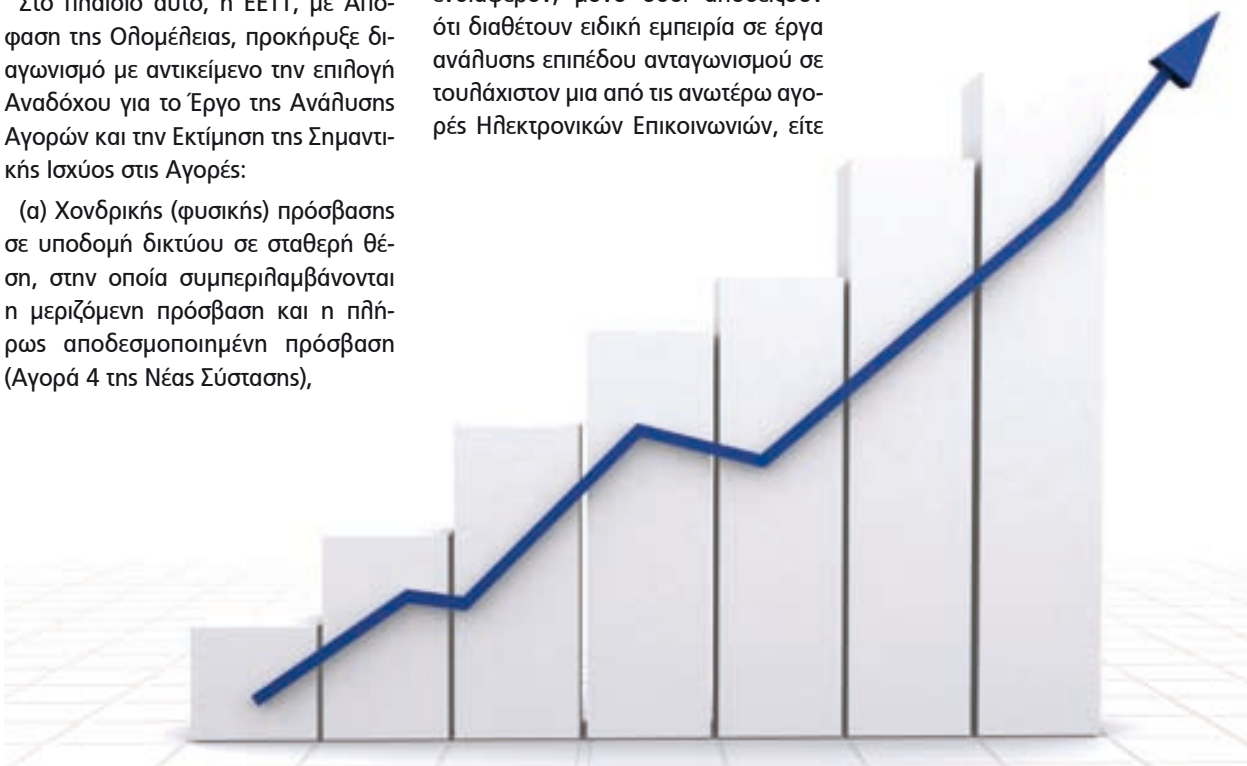 Στο πλαίσιο αυτό, η ΕΕΤΤ, με Από-
φαση της Ολομέλειας, προκήρυξε δι-
αγωνισμό με αντικείμενο την επιλογή
Αναδόχου για το Έργο της Ανάλυσης
Αγορών και την Εκτίμηση της Σημαντι-
κής Ισχύος στις Αγορές:
(α) Χονδρικής (φυσικής) πρόσβασης
σε υποδομή δικτύου σε σταθερή θέ-
ση, στην οποία συμπεριλαμβάνονται
η μεριζόμενη πρόσβαση και η πλή-
ρως αποδεσμοποιημένη πρόσβαση
(Αγορά 4 της Νέας Σύστασης),
ενδιαφέρον, μόνο όσοι αποδείξουν
ότι διαθέτουν ειδική εμπειρία σε έργα
ανάλυσης επιπέδου ανταγωνισμού σε
τουλάχιστον μια από τις ανωτέρω αγο-
ρές Ηλεκτρονικών Επικοινωνιών, είτε